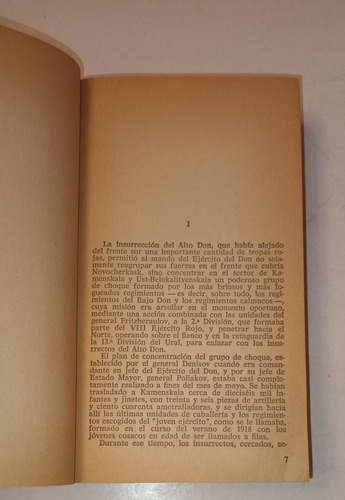 I
La insurrección del Alto Don, que había alejado
del frente sur una importante cantidad de tropas ro-
jas, permitió al mando del Ejército del Don no sola-
mente reagrupar sus fuerzas en el frente que cubría
Novocherkask, sino concentrar en el sector de Ka-
menskaia y Ust-Belokalitvenskaia un poderoso grupo
de choque formado por los más briosos y más fo-
gueados regimientos —es decir, sobre todo, los regi-
mientos del Bajo Don y los regimientos calmucos—,
cuya misión era arrollar en el momento oportuno,
mediante una acción combinada con las unidades del
general Fitzheraulov, a la 2.ª División, que formaba
parte del VIII Ejército Rojo, y penetrar hacia el
Norte, operando sobre el flanco y en la retaguardia de
la 13.ª División del Ural, para enlazar con los insu-
rrectos del Alto Don.
El plan de concentración del grupo de choque, es-
tablecido por el general Denisov cuando era coman-
dante en jefe del Ejército del Don, y por su jefe de
Estado Mayor, general Poliakov, estaba casi comple-
tamente realizado a fines del mes de mayo. Se habían
trasladado a Kamenskaia cerca de dieciséis mil in-
fantes y jinetes, con treinta y seis piezas de artillería
y ciento cuarenta ametralladoras, y se dirigían hacia
allí las últimas unidades de caballería y los regimien-
tos escogidos del "joven ejército", como se le llamaba,
formado en el curso del verano de 1918 con los
jóvenes cosacos en edad de ser llamados a filas.
Durante ese tiempo, los insurrectos, cercados, se-
7